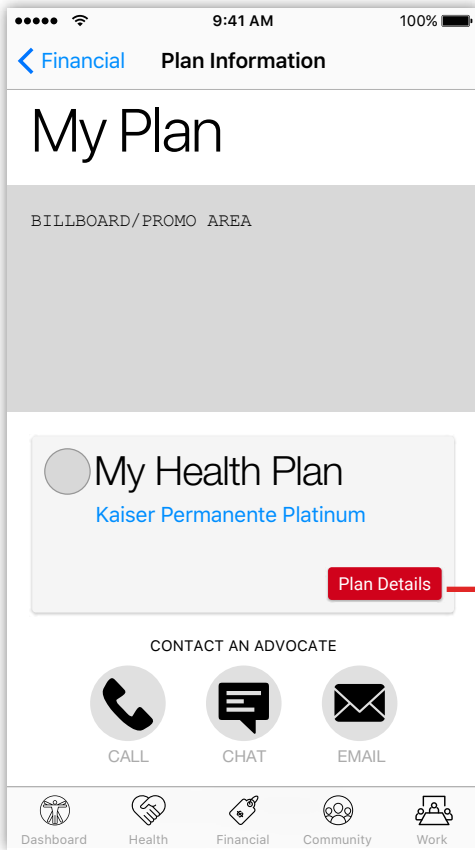 9:41 AM 100%
Financial Plan Information
My Plan
BILLBOARD/PROMO AREA
My Health Plan
Kaiser Permanente Platinum
Plan Details
CONTACT AN ADVOCATE
CALL CHAT EMAIL
Dashboard Health Financial Community Work